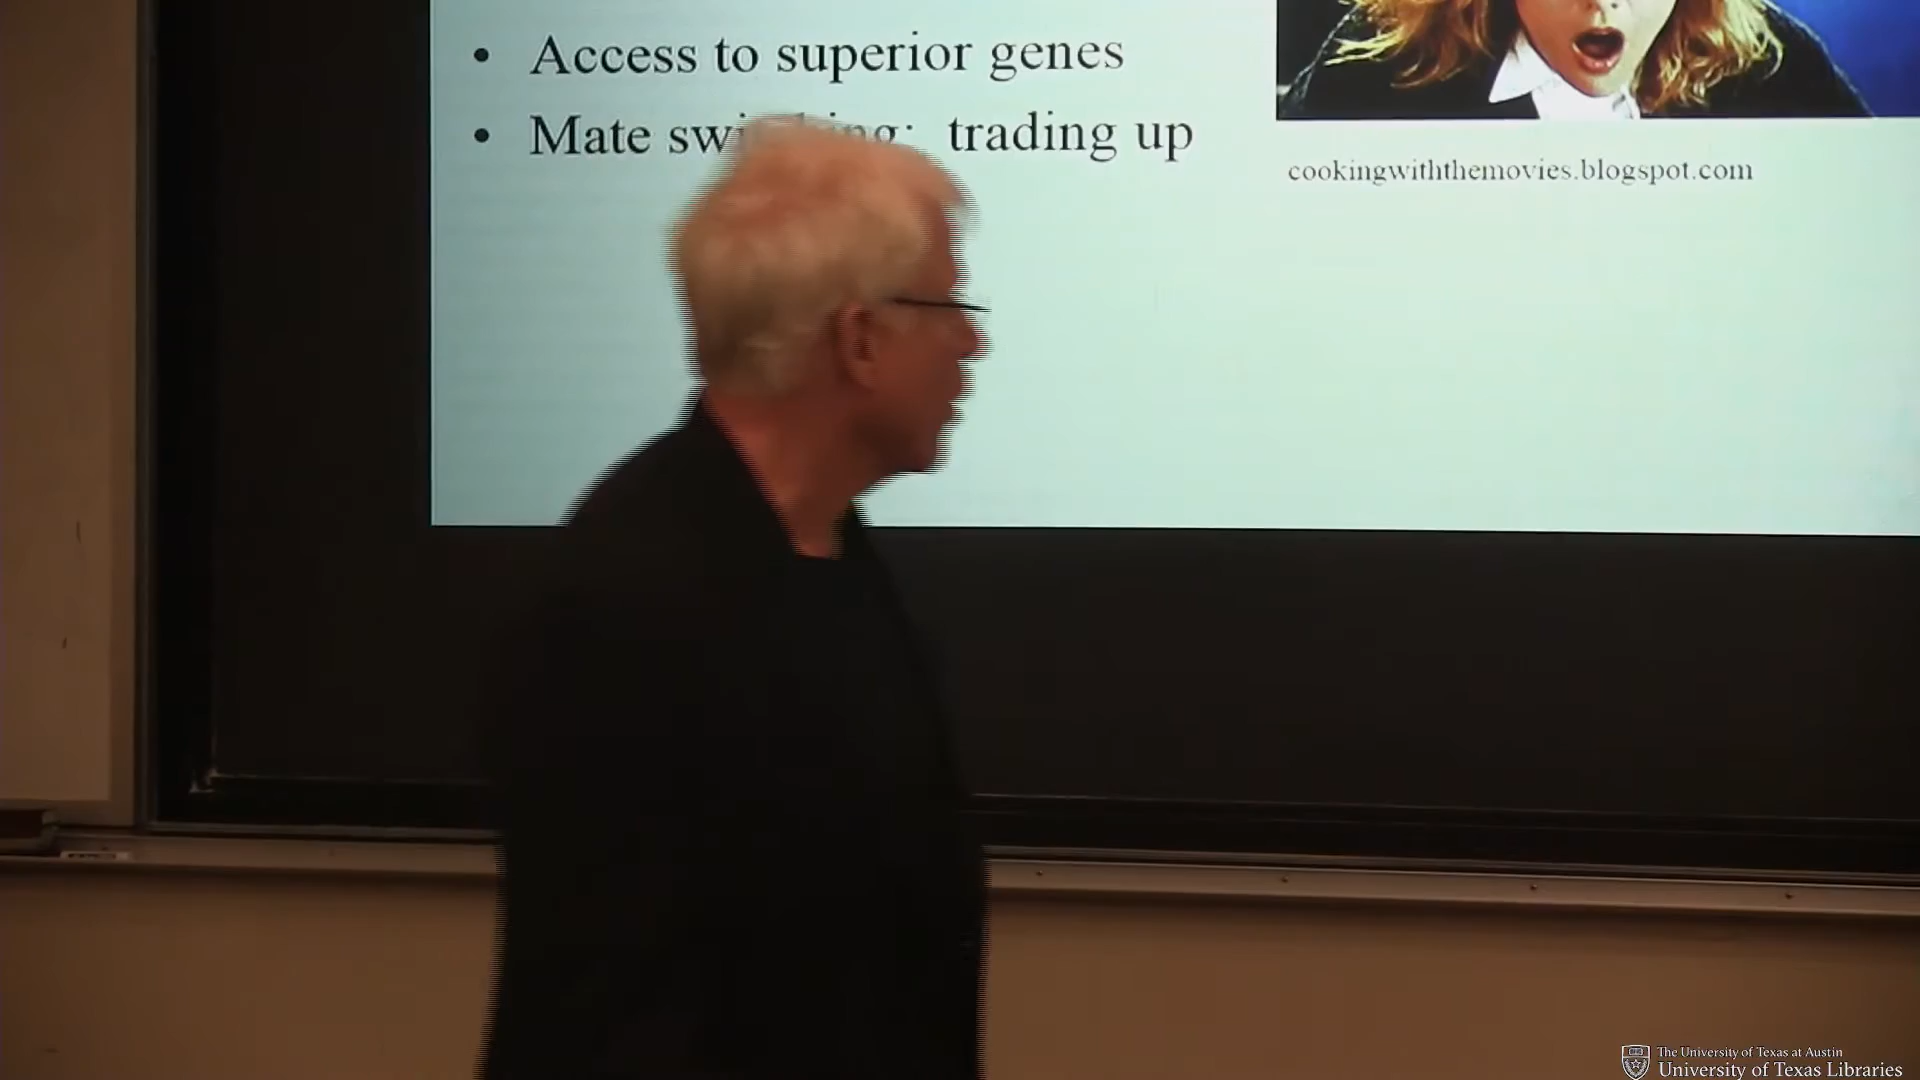 • Access to superior genes
• Mate trading up
cookingwiththemovies.blogspot.com
The University of Texas at Austin
University of Texas Libraries